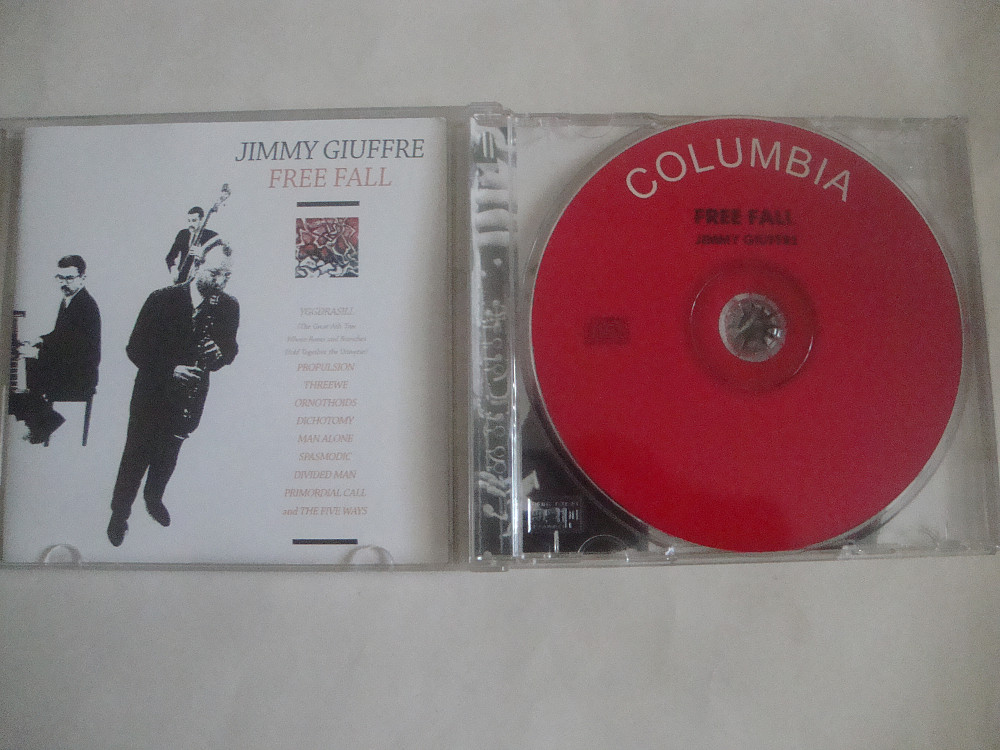 JIMMY GIUFFRE
FREE FALL
YGGDRASILL
(The Great Ash Tree
Whose Roots and Branches
Hold Together the Universe)
PROPULSION
THREEWE
ORNOTHOIDS
DICHOTOMY
MAN ALONE
SPASMODIC
DIVIDED MAN
PRIMORDIAL CALL
and THE FIVE WAYS
COLUMBIA
FREE FALL
JIMMY GIUFFRE